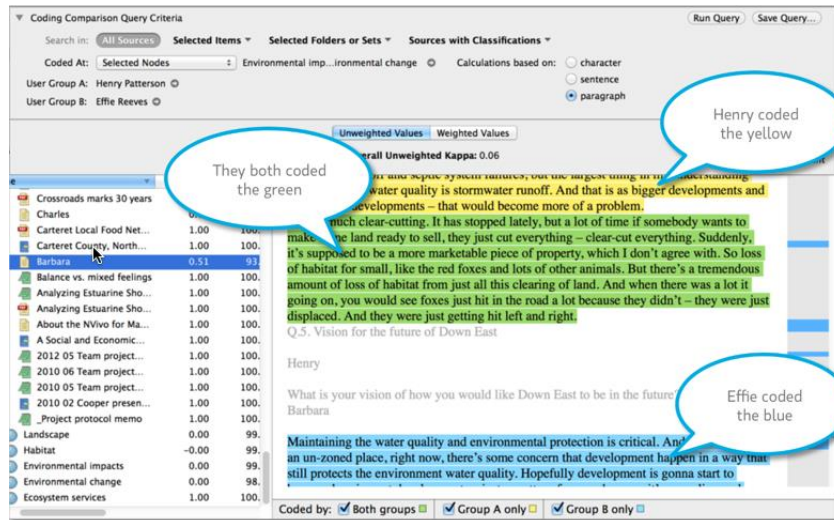 Coding Comparison Query Criteria
Run Query
Save Query...
Search in: All Sources Selected Items Selected Folders or Sets Sources with Classifications
Coded At: Selected Nodes Environmental imp...ironmental change Calculations based on: character
sentence
paragraph
User Group A: Henry Patterson
User Group B: Effie Reeves
Henry coded
the yellow
Unweighted Values Weighted Values
erall Unweighted Kappa: 0.06
They both coded
the green
Crossroads marks 30 years
Charles
Carteret Local Food Net... 1.00 100.
Carteret County, North... 1.00 100.
Barbara 0.51 93.
Balance vs. mixed feelings 1.00 100.
Analyzing Estuarine Sho... 1.00 100.
Analyzing Estuarine Sho... 1.00 100.
About the NVivo for Ma... 1.00 100.
A Social and Economic... 1.00 100.
2012 05 Team project... 1.00 100.
2010 06 Team project... 1.00 100.
2010 05 Team project... 1.00 100.
2010 02 Cooper presen... 1.00 100.
_Project protocol memo 1.00 100.
Landscape 0.00 99.
Habitat -0.00 99.
Environmental impacts 0.00 99.
Environmental change 0.00 98.
Ecosystem services 1.00 100.
water quality is stormwater runoff. And that is as bigger developments and
developments – that would become more of a problem.
much clear-cutting. It has stopped lately, but a lot of time if somebody wants to
make land ready to sell, they just cut everything – clear-cut everything. Suddenly,
it's supposed to be a more marketable piece of property, which I don't agree with. So loss
of habitat for small, like the red foxes and lots of other animals. But there's a tremendous
amount of loss of habitat from just all this clearing of land. And when there was a lot it
going on, you would see foxes just hit in the road a lot because they didn't – they were just
displaced. And they were just getting hit left and right.
Q.5. Vision for the future of Down East
Henry
What is your vision of how you would like Down East to be in the future?
Barbara
Effie coded
the blue
Maintaining the water quality and environmental protection is critical. And
an un-zoned place, right now, there's some concern that development happen in a way that
still protects the environment water quality. Hopefully development is gonna start to
Coded by: Both groups Group A only Group B only